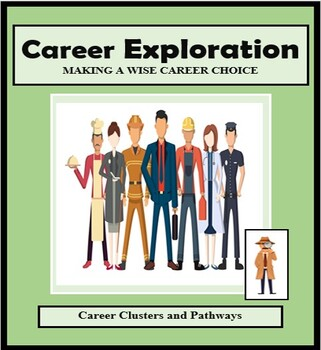 Career Exploration
MAKING A WISE CAREER CHOICE
Career Clusters and Pathways